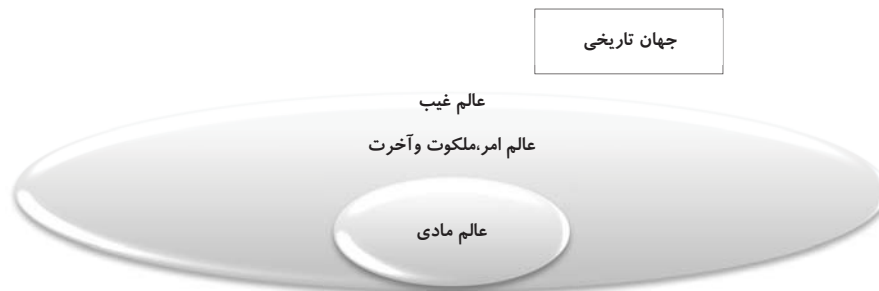 جهان تاریخی
عالم غیب
عالم امر،ملکوت وآخرت
عالم مادی